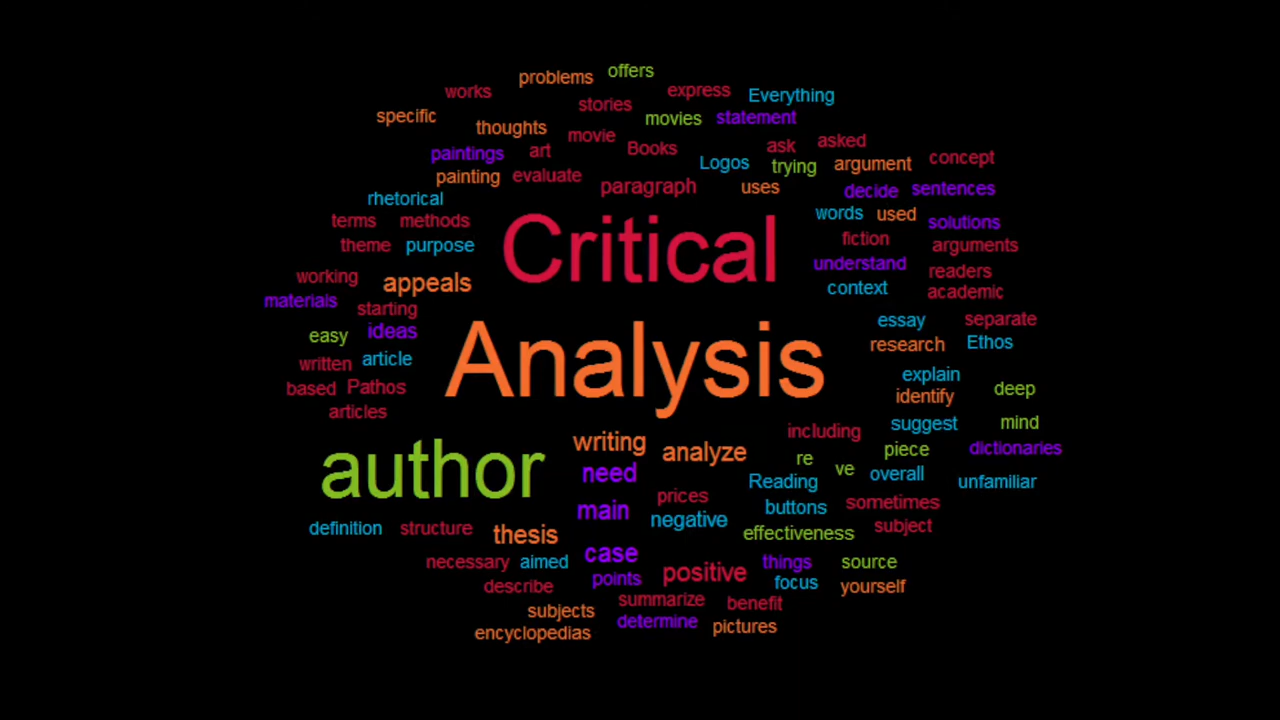 problems offers
works stories express Everything
specific thoughts movie movies statement
paintings art Books ask asked
painting evaluate Logos trying argument concept
rhetorical paragraph uses decide sentences
terms methods words used solutions
theme purpose Critical fiction arguments
working appeals understand readers
materials starting context academic
easy ideas essay separate
written article Analysis research Ethos
based Pathos explain deep
articles identify
writing including suggest mind
author analyze re piece dictionaries
need ve overall
Reading unfamiliar
main prices buttons sometimes
definition structure thesis negative effectiveness subject
necessary aimed case things source
describe points positive focus yourself
subjects summarize benefit
encyclopedias determine pictures